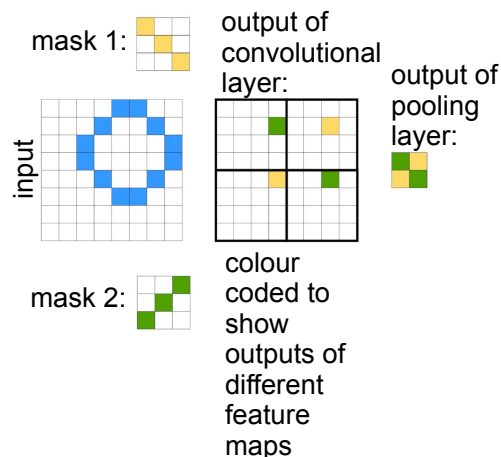 mask 1:
output of
convolutional
layer:
output of
pooling
layer:
input
mask 2:
colour
coded to
show
outputs of
different
feature
maps